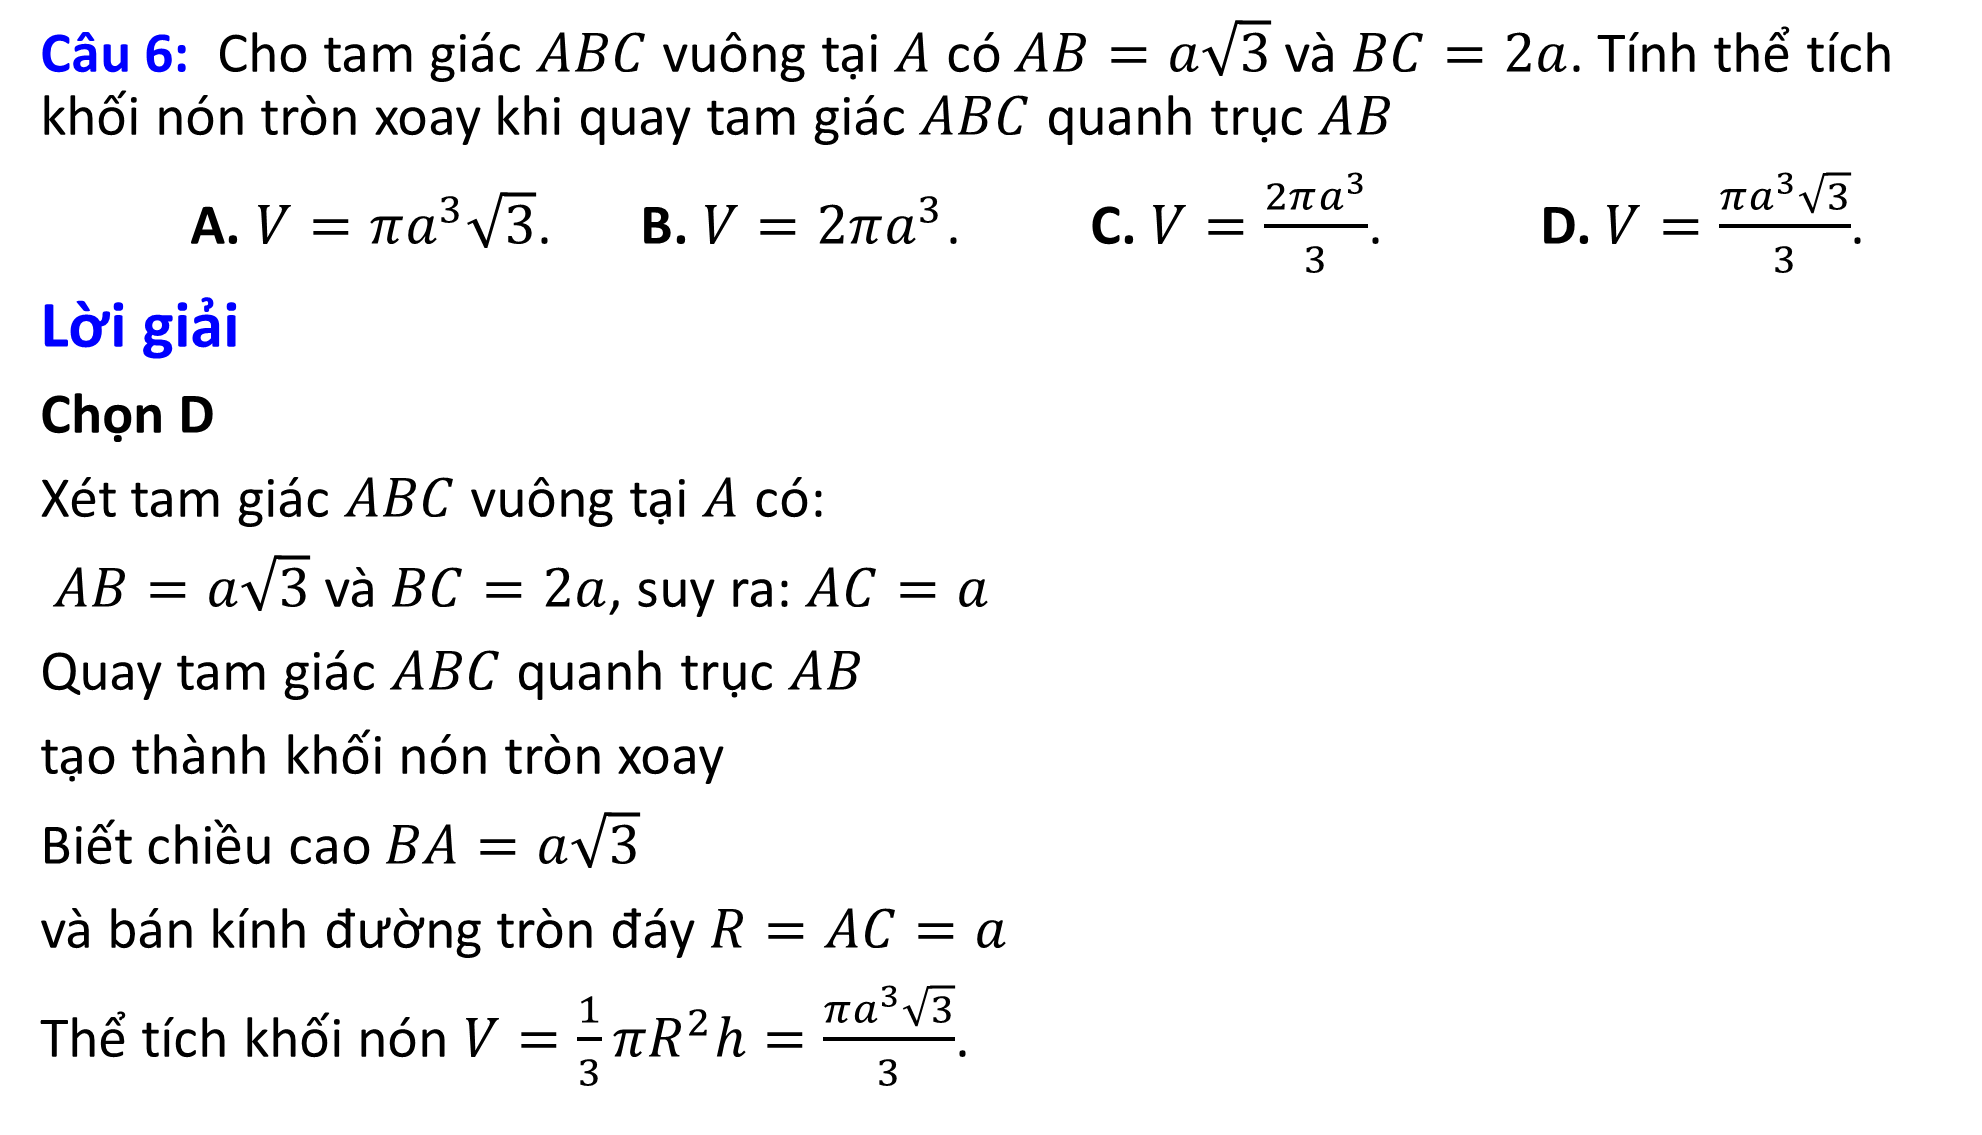 Câu 6: Cho tam giác ABC vuông tại A có AB = a√3 và BC = 2a. Tính thể tích
khối nón tròn xoay khi quay tam giác ABC quanh trục AB
A. V = πa³√3. B. V = 2πa³. C. V = 2πa³/3. D. V = πa³√3/3.
Lời giải
Chọn D
Xét tam giác ABC vuông tại A có:
AB = a√3 và BC = 2a, suy ra: AC = a
Quay tam giác ABC quanh trục AB
tạo thành khối nón tròn xoay
Biết chiều cao BA = a√3
và bán kính đường tròn đáy R = AC = a
Thể tích khối nón V = 1/3 πR²h = πa³√3/3.